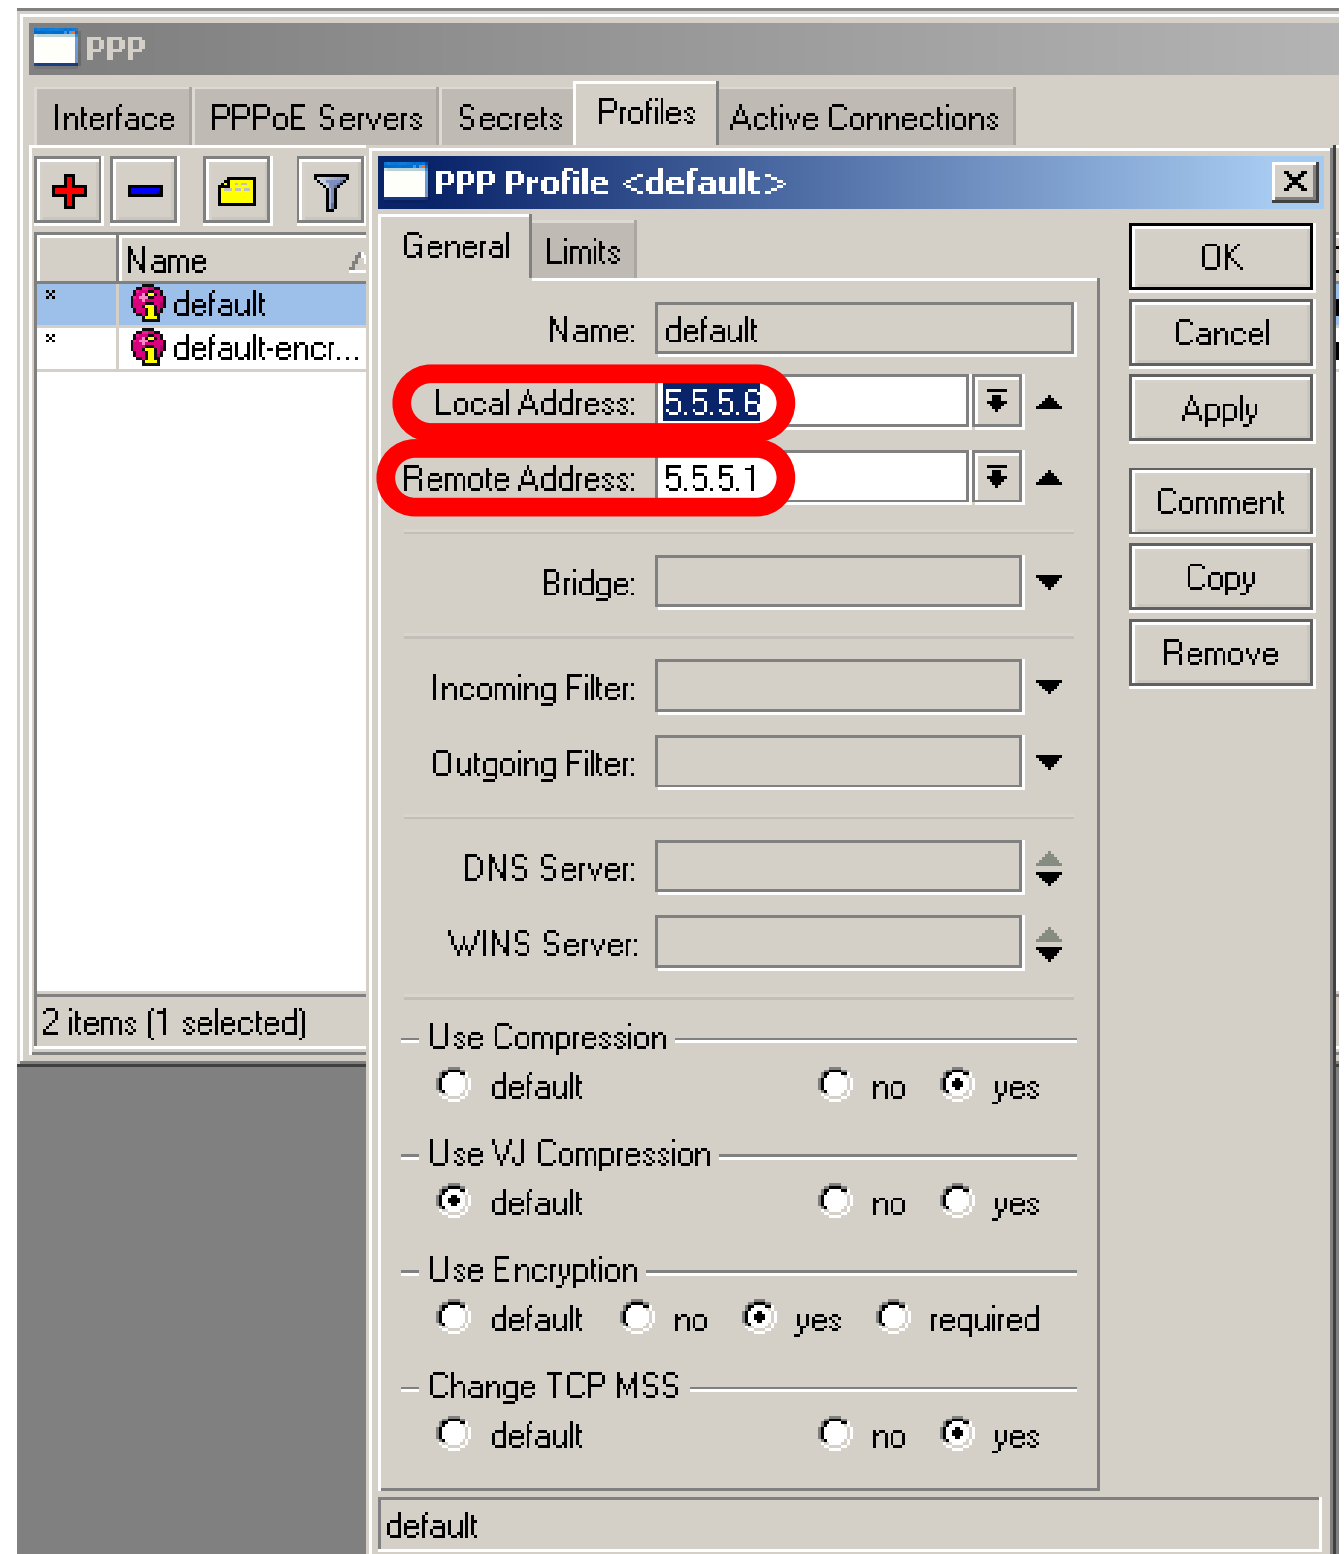 PPP
Interface PPPoE Servers Secrets Profiles Active Connections
PPP Profile <default>
Name
* default
* default-encr...
2 items (1 selected)
General Limits
Name: default
Local Address: 5.5.5.6
Remote Address: 5.5.5.1
Bridge:
Incoming Filter:
Outgoing Filter:
DNS Server:
WINS Server:
Use Compression
default no yes
Use VJ Compression
default no yes
Use Encryption
default no yes required
Change TCP MSS
default no yes
OK
Cancel
Apply
Comment
Copy
Remove
default